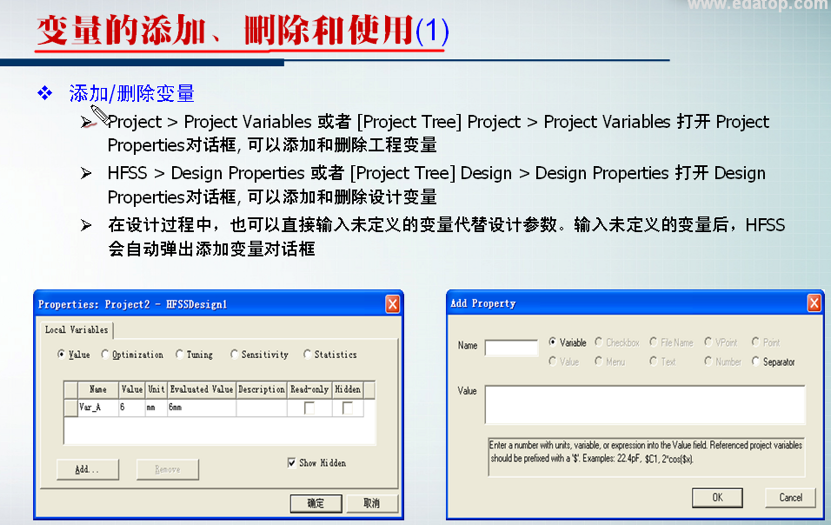 www.edatop.com
变量的添加、删除和使用(1)
添加/删除变量
Project > Project Variables 或者 [Project Tree] Project > Project Variables 打开 Project
Properties对话框, 可以添加和删除工程变量
HFSS > Design Properties 或者 [Project Tree] Design > Design Properties 打开 Design
Properties对话框, 可以添加和删除设计变量
在设计过程中，也可以直接输入未定义的变量代替设计参数。输入未定义的变量后，HFSS
会自动弹出添加变量对话框
Properties: Project2 - HFSSDesign1
Local Variables
Value Optimization Tuning Sensitivity Statistics
Name Value Unit Evaluated Value Description Read-only Hidden
Var_A 6 mm 6mm
Show Hidden
Add... Remove
确定 取消
Add Property
Name Variable Checkbox File Name VPoint Point
Value Menu Text Number Separator
Value
Enter a number with units, variable, or expression into the Value field. Referenced project variables
should be prefixed with a '$'. Examples: 22.4pF, $C1, 2*cos($x).
OK Cancel